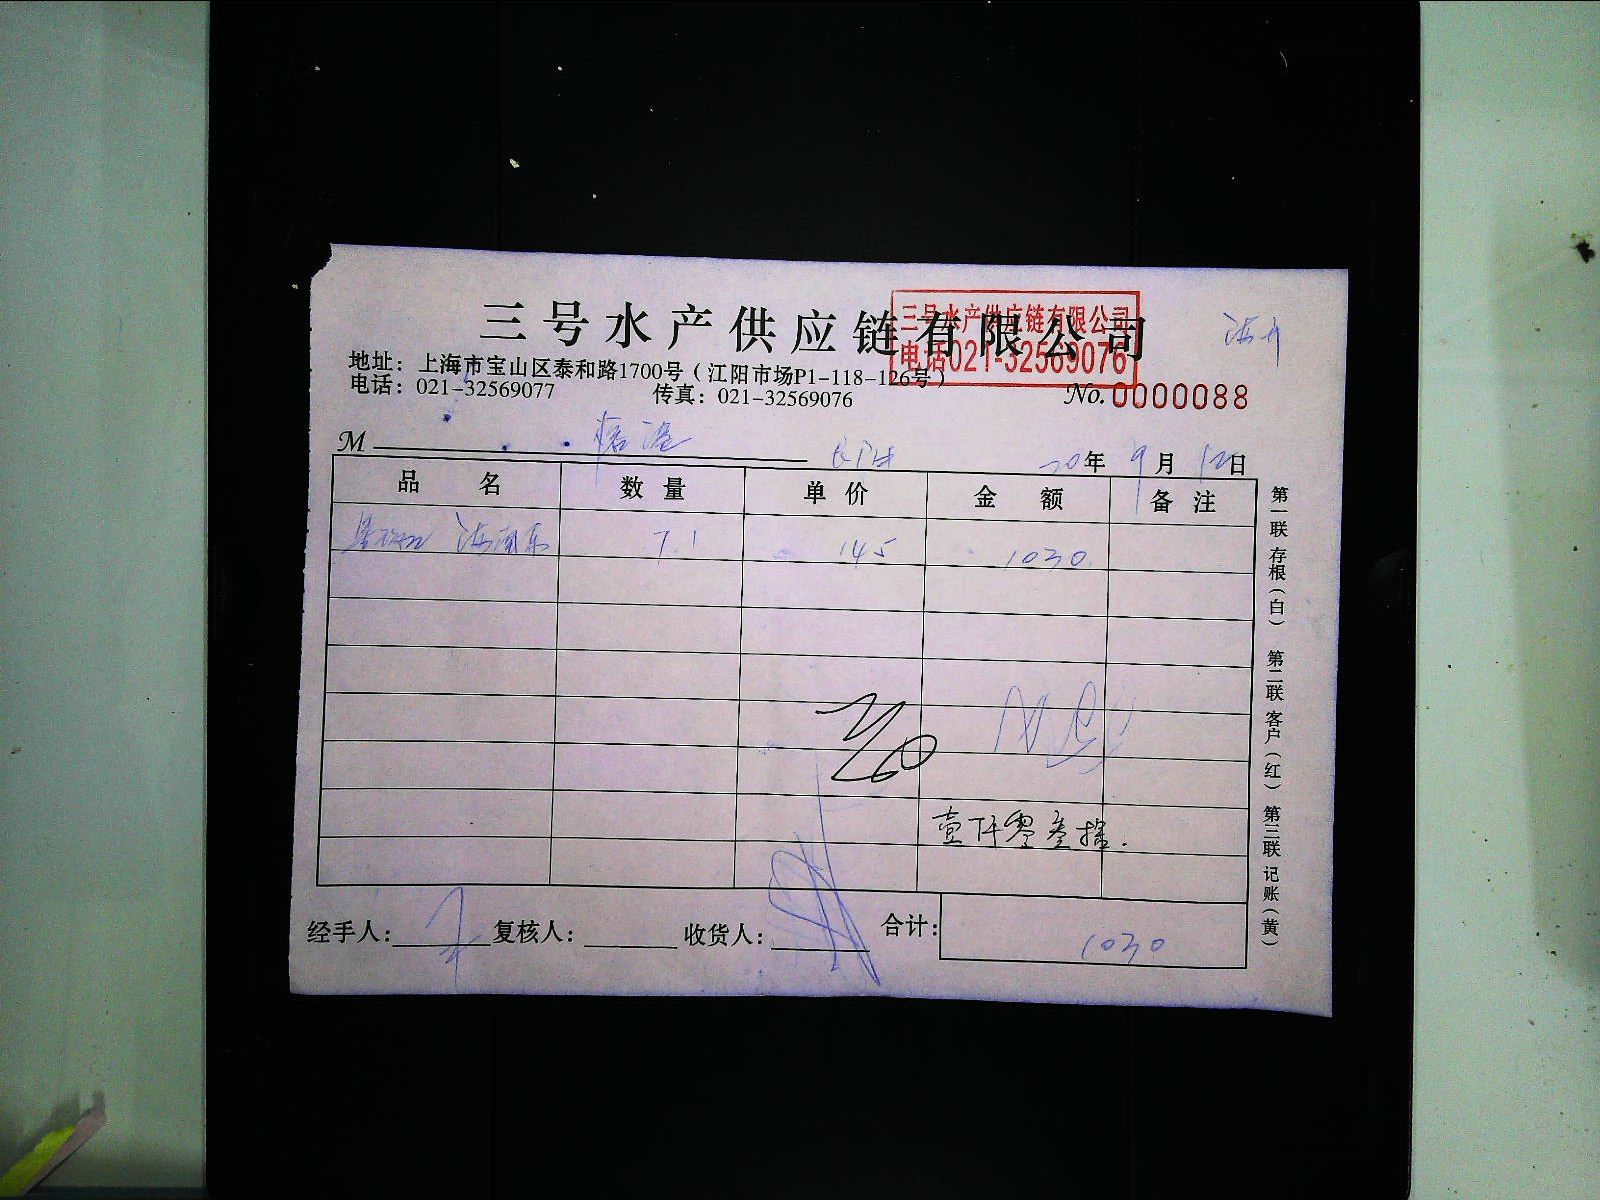 三号水产供应链有限公司
三号水产供应链有限公司
电话021-32569076
地址：上海市宝山区泰和路1700号（江阳市场P1-118-126号）
电话：021-32569077 传真：021-32569076
No.0000088
M
20年9月12日
品名 数量 单价 金额 备注
7.1 145 1030
壹仟零叁拾.
经手人： 复核人： 收货人： 合计： 1030
第一联 存根（白） 第二联 客户（红） 第三联 记账（黄）